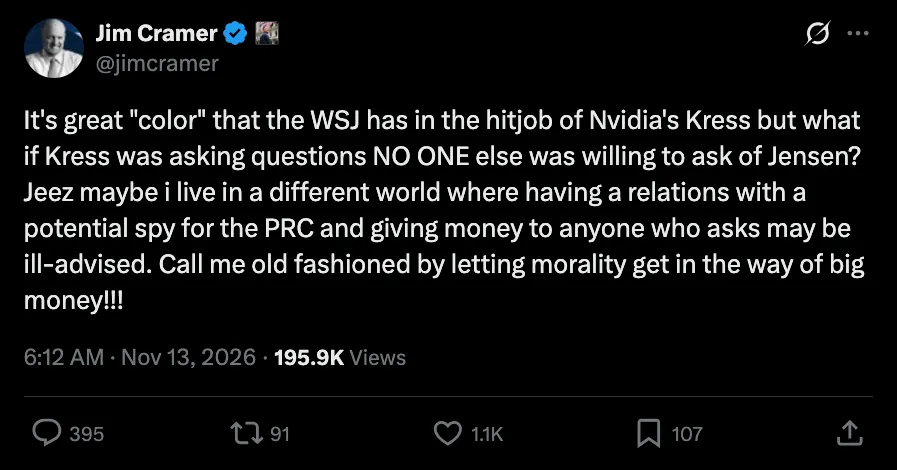 Jim Cramer
@jimcramer
It's great "color" that the WSJ has in the hitjob of Nvidia's Kress but what
if Kress was asking questions NO ONE else was willing to ask of Jensen?
Jeez maybe i live in a different world where having a relations with a
potential spy for the PRC and giving money to anyone who asks may be
ill-advised. Call me old fashioned by letting morality get in the way of big
money!!!
6:12 AM · Nov 13, 2026 · 195.9K Views
395 91 1.1K 107